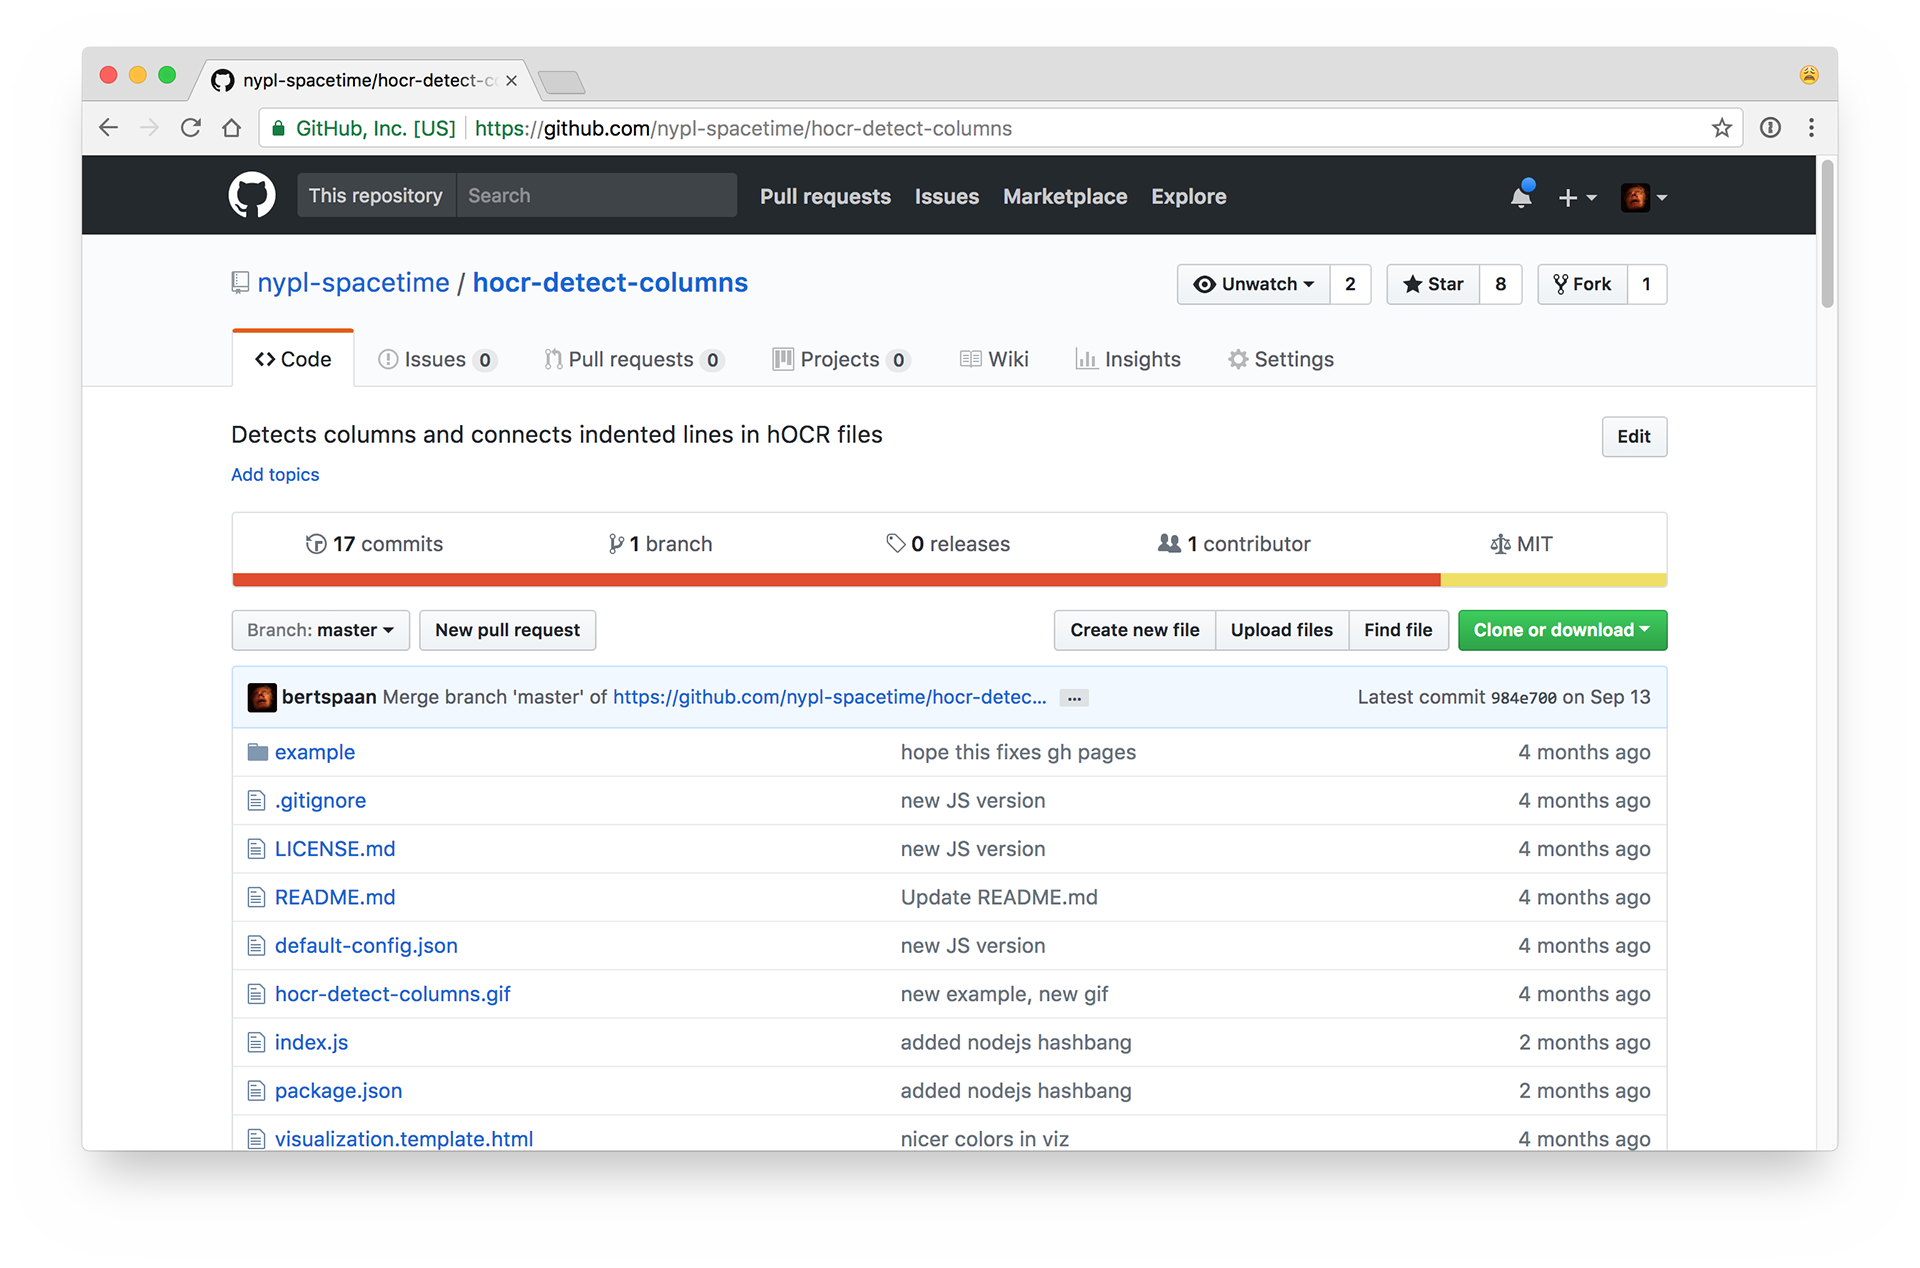 nypl-spacetime/hocr-detect-c
GitHub, Inc. [US] https://github.com/nypl-spacetime/hocr-detect-columns
This repository Search Pull requests Issues Marketplace Explore
nypl-spacetime / hocr-detect-columns Unwatch 2 Star 8 Fork 1
Code Issues 0 Pull requests 0 Projects 0 Wiki Insights Settings
Detects columns and connects indented lines in hOCR files Edit
Add topics
17 commits 1 branch 0 releases 1 contributor MIT
Branch: master New pull request Create new file Upload files Find file Clone or download
bertspaan Merge branch 'master' of https://github.com/nypl-spacetime/hocr-detec... ... Latest commit 984e700 on Sep 13
example hope this fixes gh pages 4 months ago
.gitignore new JS version 4 months ago
LICENSE.md new JS version 4 months ago
README.md Update README.md 4 months ago
default-config.json new JS version 4 months ago
hocr-detect-columns.gif new example, new gif 4 months ago
index.js added nodejs hashbang 2 months ago
package.json added nodejs hashbang 2 months ago
visualization.template.html nicer colors in viz 4 months ago